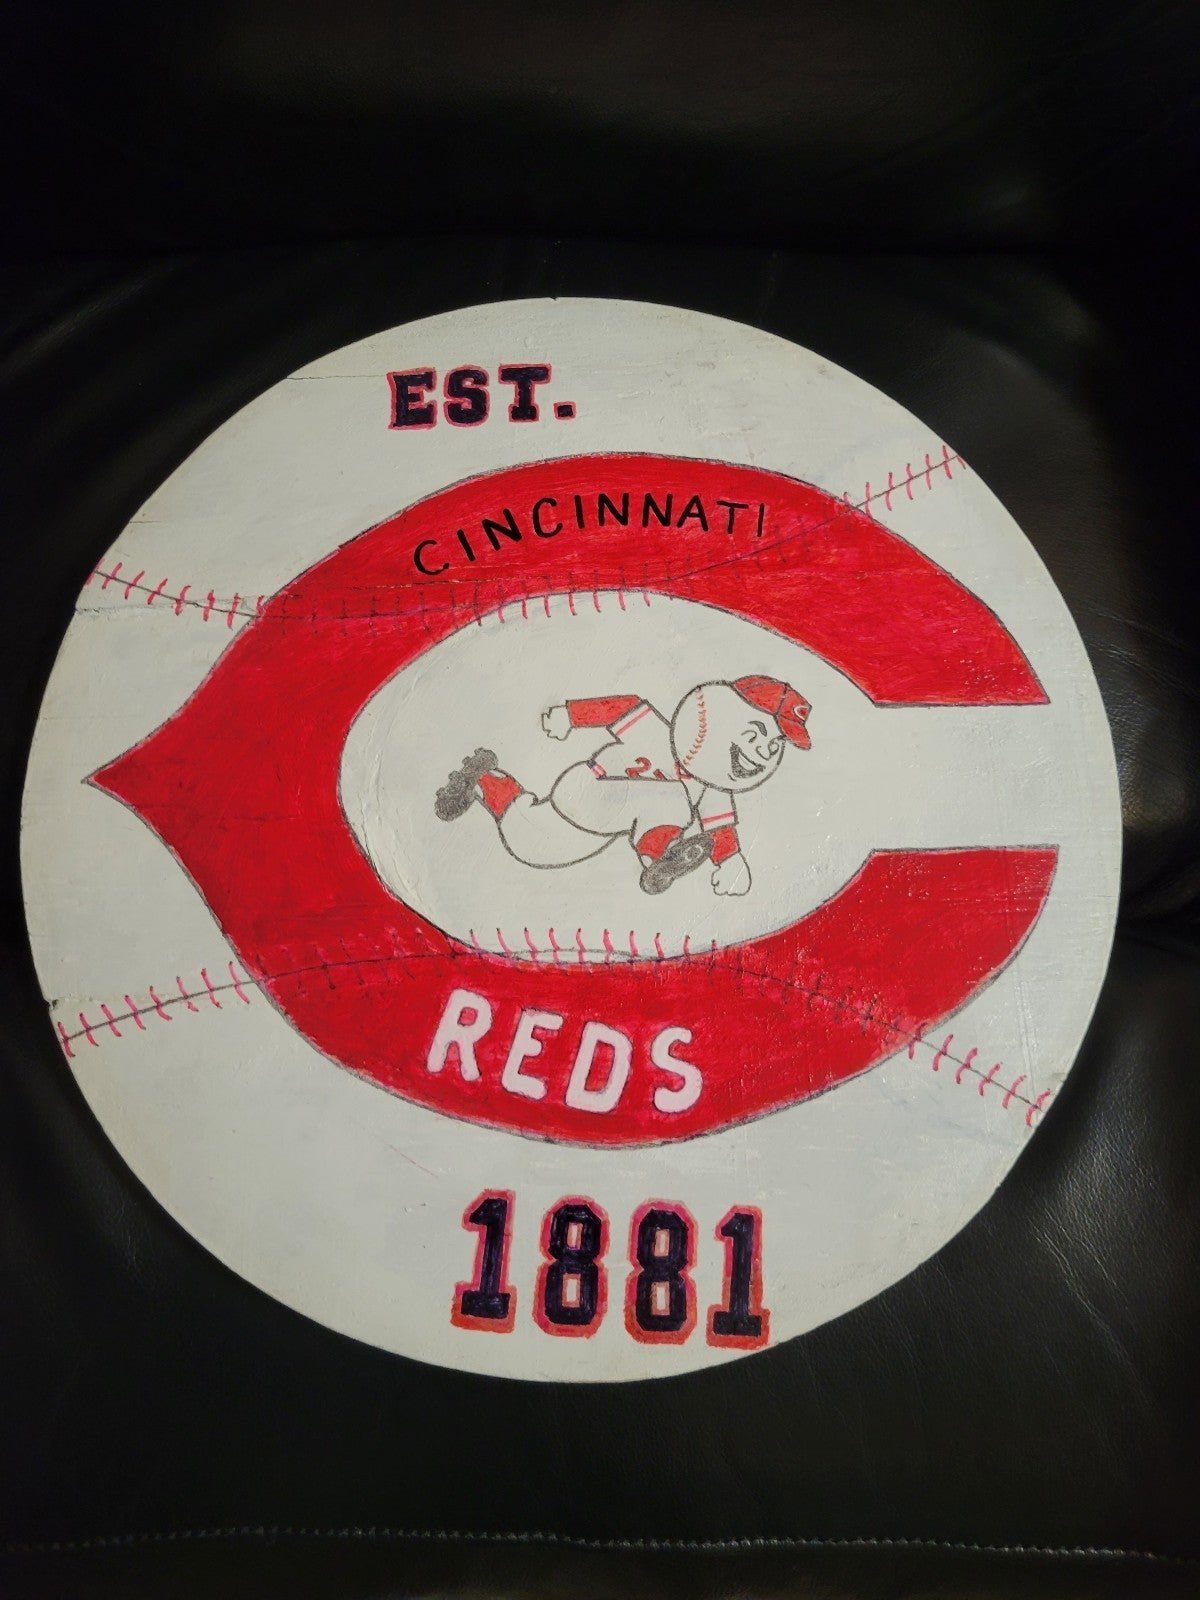 EST.
CINCINNATI
REDS
1881